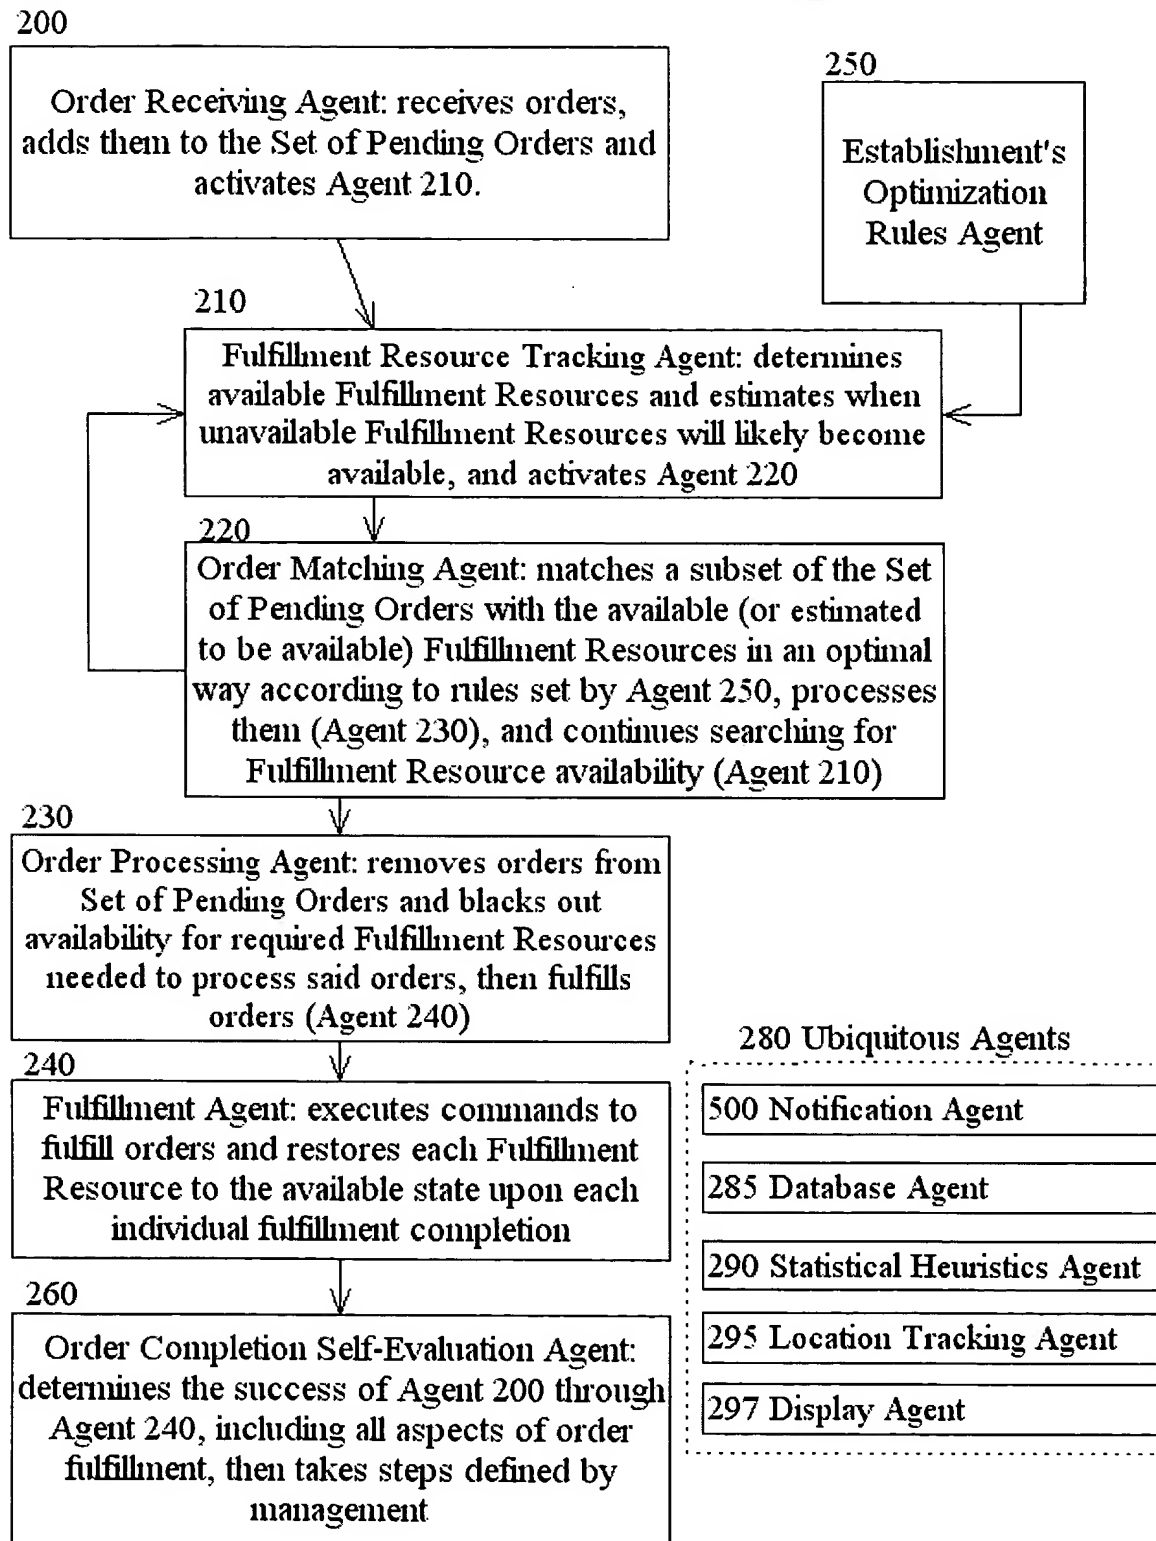 200
Order Receiving Agent: receives orders,
adds them to the Set of Pending Orders and
activates Agent 210.
250
Establishment's
Optimization
Rules Agent
210
Fulfillment Resource Tracking Agent: determines
available Fulfillment Resources and estimates when
unavailable Fulfillment Resources will likely become
available, and activates Agent 220
220
Order Matching Agent: matches a subset of the Set
of Pending Orders with the available (or estimated
to be available) Fulfillment Resources in an optimal
way according to rules set by Agent 250, processes
them (Agent 230), and continues searching for
Fulfillment Resource availability (Agent 210)
230
Order Processing Agent: removes orders from
Set of Pending Orders and blacks out
availability for required Fulfillment Resources
needed to process said orders, then fulfills
orders (Agent 240)
240
Fulfillment Agent: executes commands to
fulfill orders and restores each Fulfillment
Resource to the available state upon each
individual fulfillment completion
260
Order Completion Self-Evaluation Agent:
determines the success of Agent 200 through
Agent 240, including all aspects of order
fulfillment, then takes steps defined by
management
280 Ubiquitous Agents
500 Notification Agent
285 Database Agent
290 Statistical Heuristics Agent
295 Location Tracking Agent
297 Display Agent